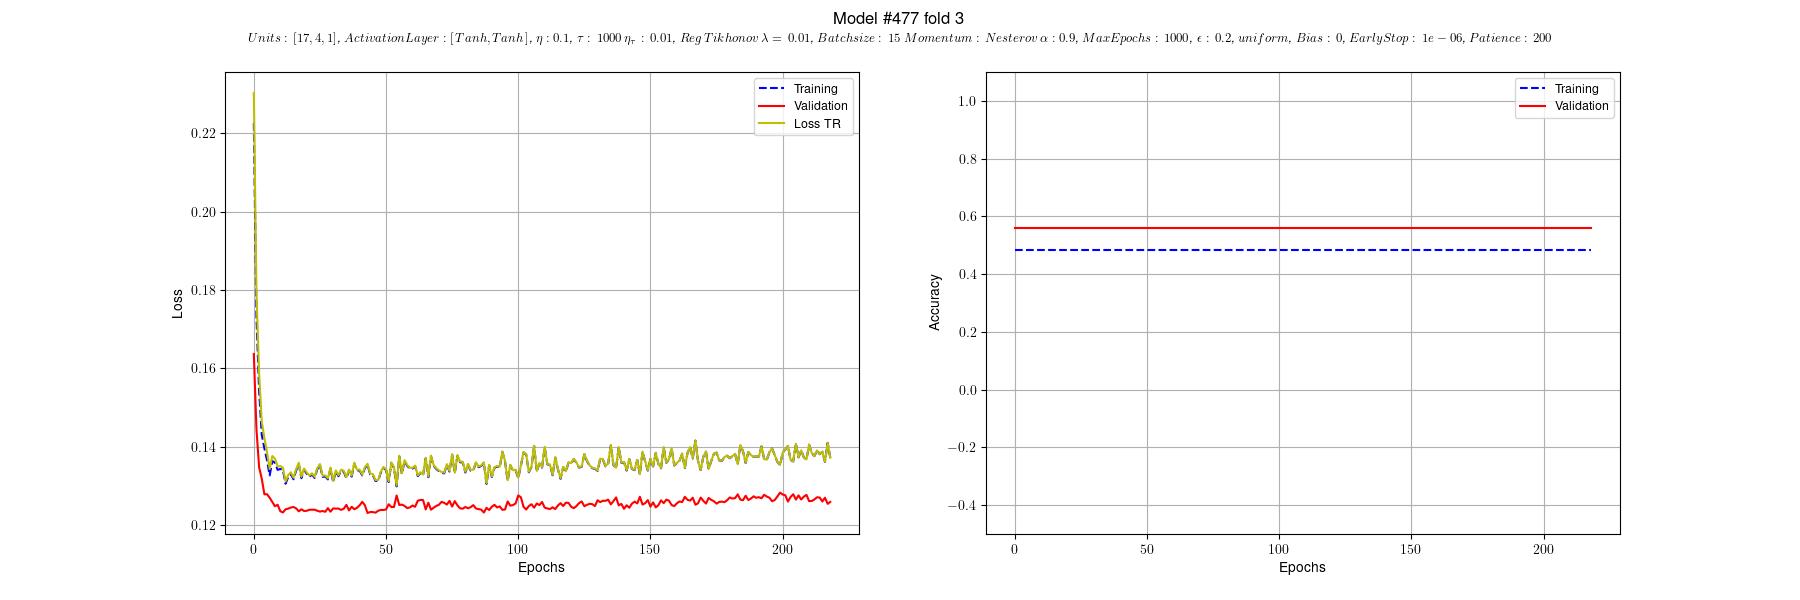 Model #477 fold 3
Units : [17, 4, 1], ActivationLayer : [Tanh, Tanh], η : 0.1, τ : 1000 ητ : 0.01, Reg Tikhonov λ = 0.01, Batchsize : 15 Momentum : Nesterov α : 0.9, MaxEpochs : 1000, ϵ : 0.2, uniform, Bias : 0, EarlyStop : 1e − 06, Patience : 200
Training
Validation
Loss TR
0.22
0.20
0.18
0.16
0.14
0.12
Loss
0
50
100
150
200
Epochs
Training
Validation
1.0
0.8
0.6
0.4
0.2
0.0
−0.2
−0.4
Accuracy
0
50
100
150
200
Epochs